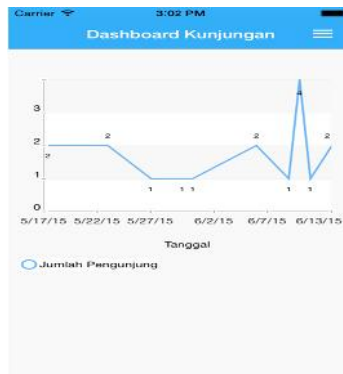 Carrier 3:02 PM
Dashboard Kunjungan
4
3
2 2 2 2
2
1
1 1 1 1 1
0
5/17/15 5/22/15 5/27/15 6/2/15 6/7/15 6/13/15
Tanggal
Jumlah Pengunjung